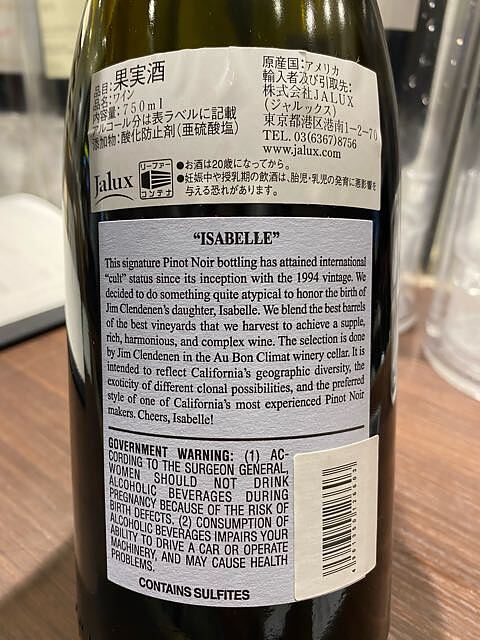 品目:果実酒
品名:ワイン
内容量:750ml
アルコール分は表ラベルに記載
添加物:酸化防止剤(亜硫酸塩)
原産国:アメリカ
輸入者及び引取先:
株式会社JALUX
(ジャルックス)
東京都港区港南1-2-70
TEL. 03(6367)8756
www.jalux.com
Jalux
リーファー
コンテナ
●お酒は20歳になってから。
●妊娠中や授乳期の飲酒は、胎児・乳児の発育に悪影響を
与える恐れがあります。
“ISABELLE”
This signature Pinot Noir bottling has attained international
“cult” status since its inception with the 1994 vintage. We
decided to do something quite atypical to honor the birth of
Jim Clendenen's daughter, Isabelle. We blend the best barrels
of the best vineyards that we harvest to achieve a supple,
rich, harmonious, and complex wine. The selection is done
by Jim Clendenen in the Au Bon Climat winery cellar. It is
intended to reflect California's geographic diversity, the
exoticity of different clonal possibilities, and the preferred
style of one of California's most experienced Pinot Noir
makers. Cheers, Isabelle!
GOVERNMENT WARNING: (1) AC-
CORDING TO THE SURGEON GENERAL,
WOMEN SHOULD NOT DRINK
ALCOHOLIC BEVERAGES DURING
PREGNANCY BECAUSE OF THE RISK OF
BIRTH DEFECTS. (2) CONSUMPTION OF
ALCOHOLIC BEVERAGES IMPAIRS YOUR
ABILITY TO DRIVE A CAR OR OPERATE
MACHINERY, AND MAY CAUSE HEALTH
PROBLEMS.
CONTAINS SULFITES